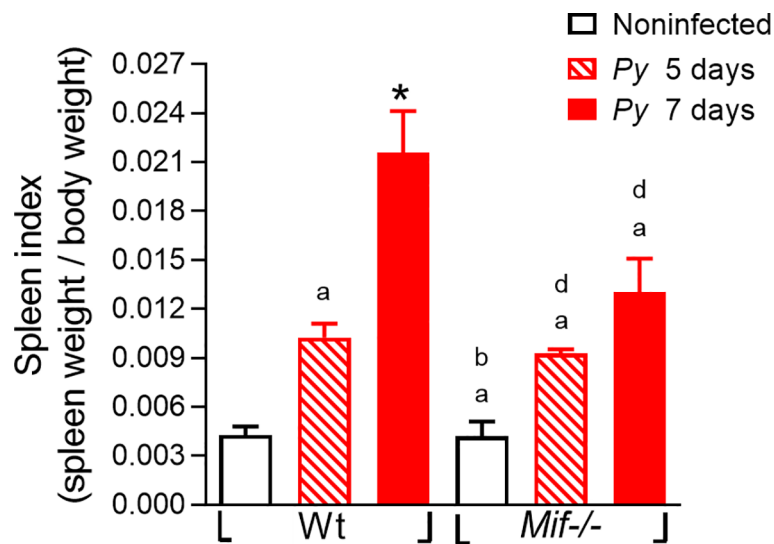 Noninfected
Py 5 days
Py 7 days
Spleen index
(spleen weight / body weight)
0.027
0.024
0.021
0.018
0.015
0.012
0.009
0.006
0.003
0.000
a
*
b
a
d
a
d
a
Wt
Mif-/-